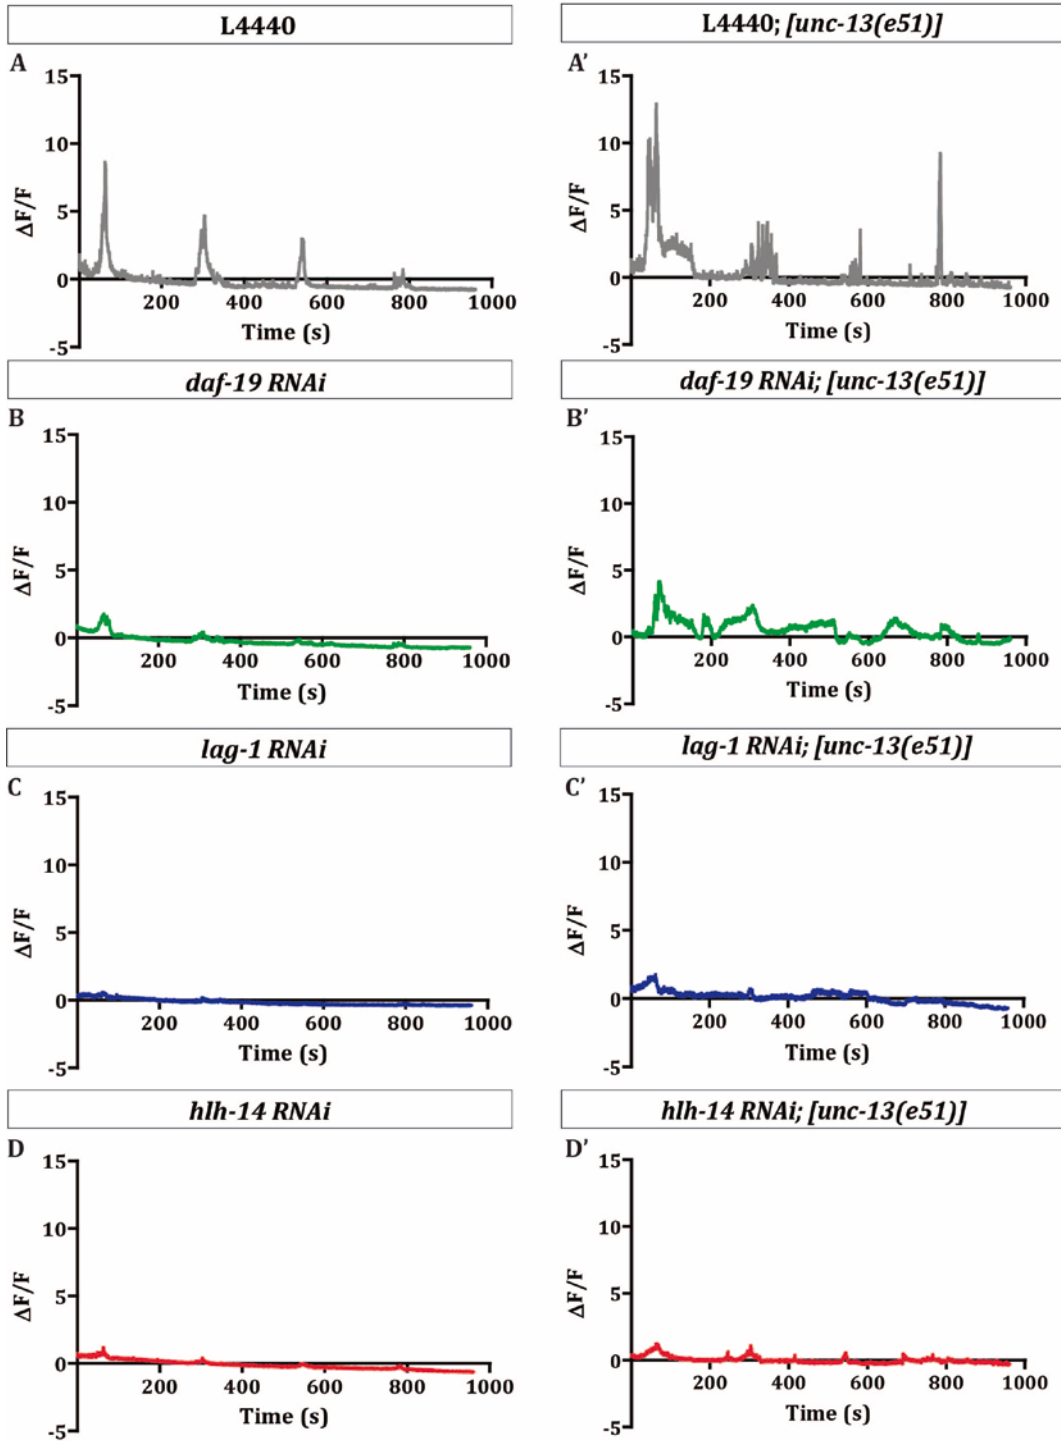 L4440
L4440; [unc-13(e51)]
A
A'
15
10
5
0
-5
ΔF/F
200
400
600
800
1000
Time (s)
15
10
5
0
-5
ΔF/F
200
400
600
800
1000
Time (s)
daf-19 RNAi
daf-19 RNAi; [unc-13(e51)]
B
B'
15
10
5
0
-5
ΔF/F
200
400
600
800
1000
Time (s)
15
10
5
0
-5
ΔF/F
200
400
600
800
1000
Time (s)
lag-1 RNAi
lag-1 RNAi; [unc-13(e51)]
C
C'
15
10
5
0
-5
ΔF/F
200
400
600
800
1000
Time (s)
15
10
5
0
-5
ΔF/F
200
400
600
800
1000
Time (s)
hlh-14 RNAi
hlh-14 RNAi; [unc-13(e51)]
D
D'
15
10
5
0
-5
ΔF/F
200
400
600
800
1000
Time (s)
15
10
5
0
-5
ΔF/F
200
400
600
800
1000
Time (s)